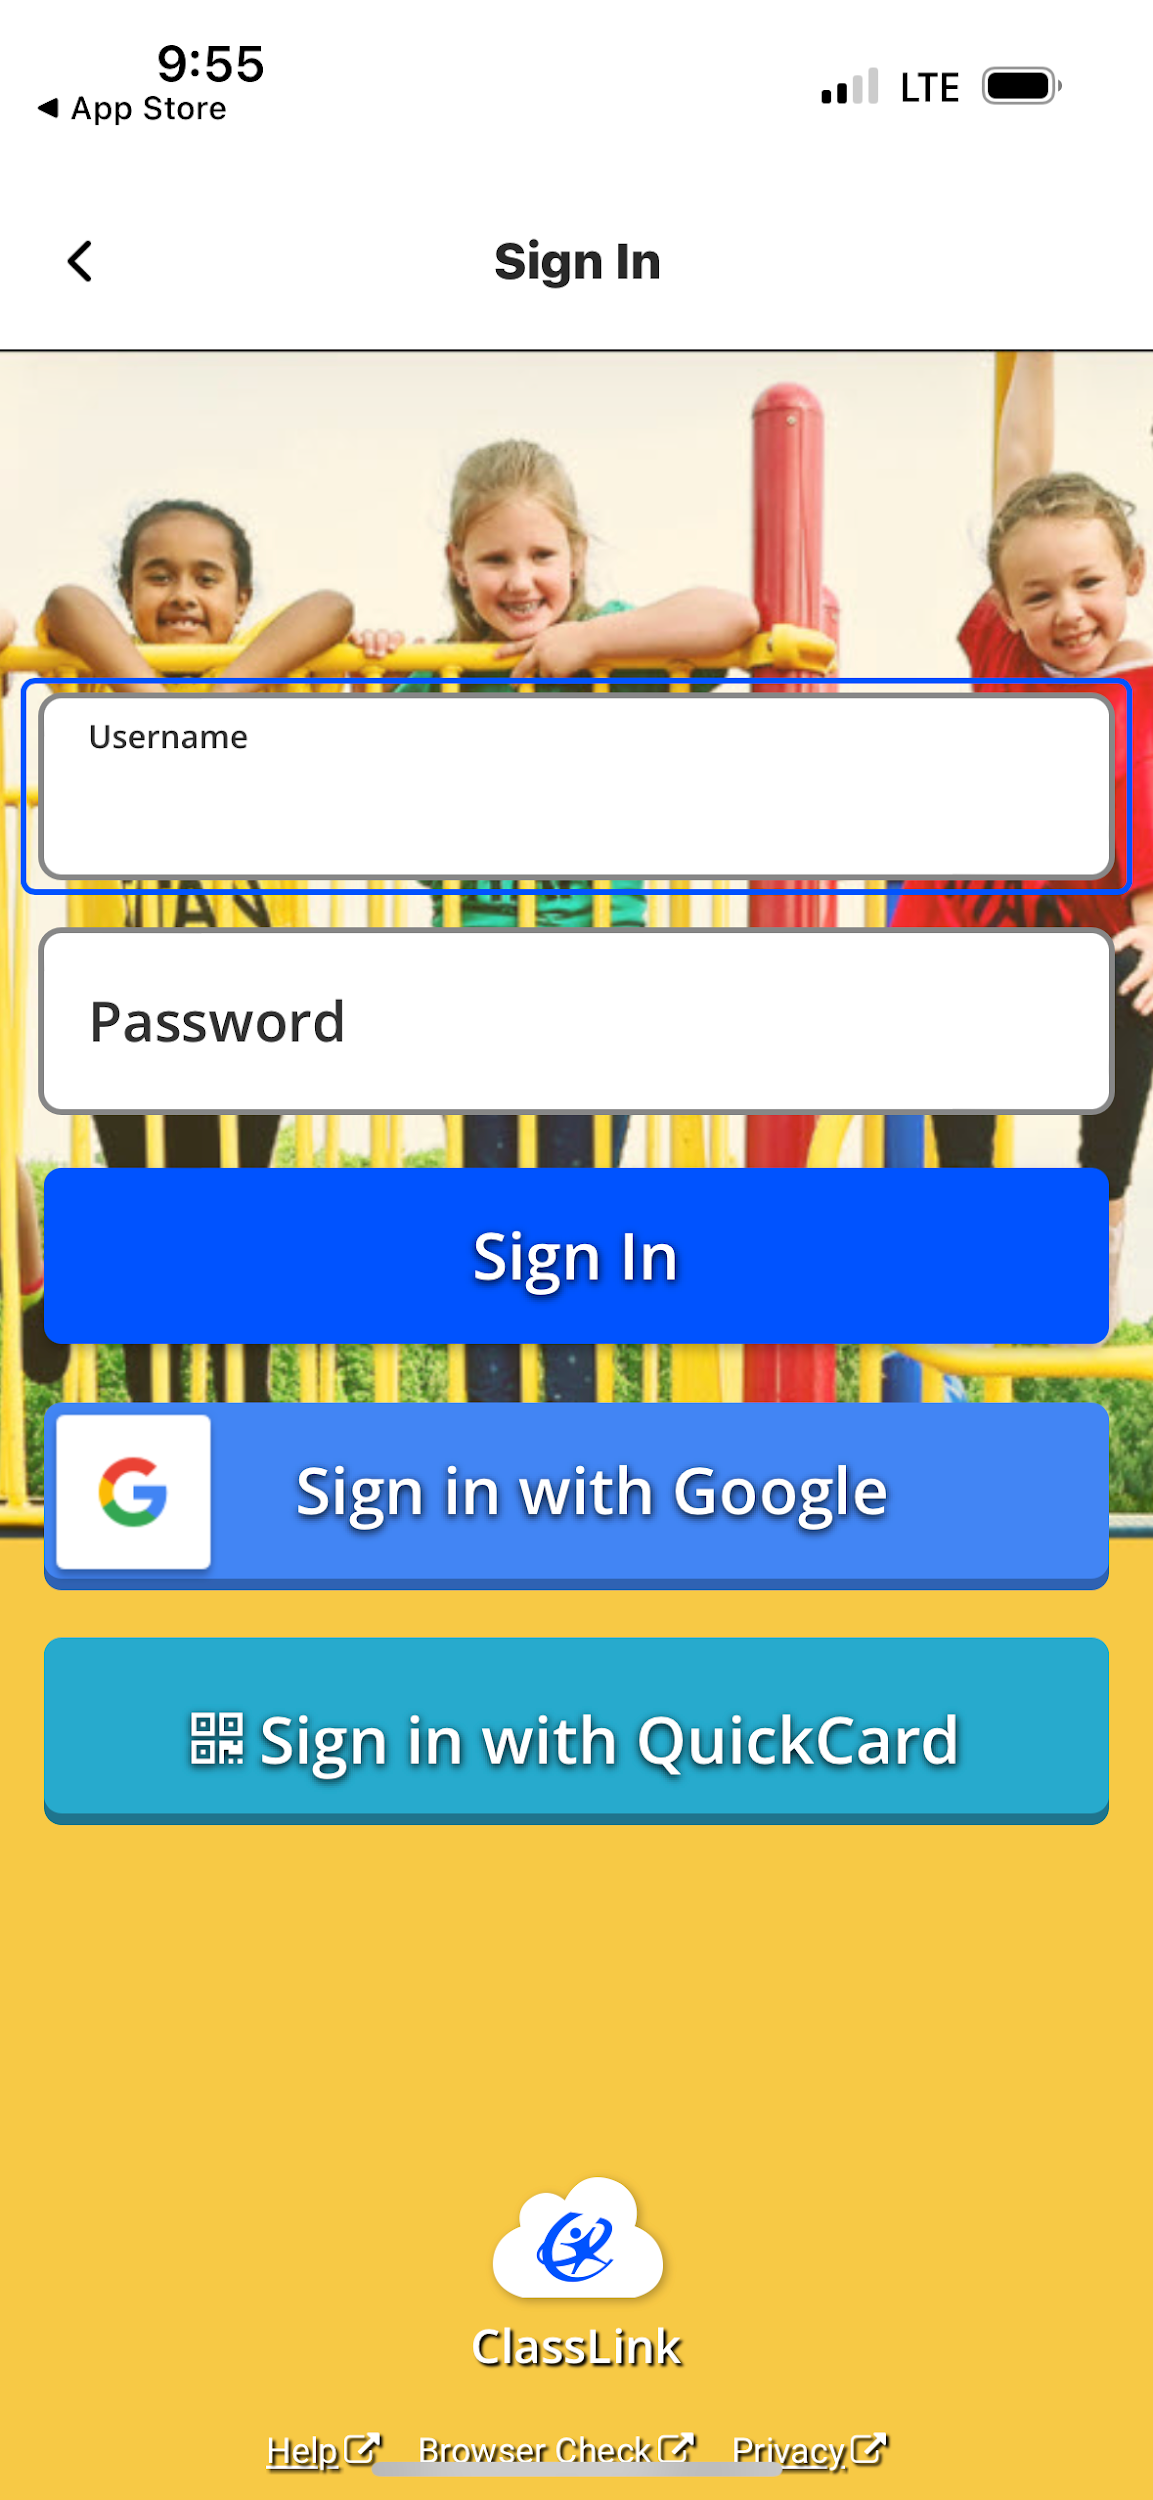 9:55
App Store
LTE
Sign In
Username
Password
Sign In
Sign in with Google
Sign in with QuickCard
ClassLink
Help Browser Check Privacy